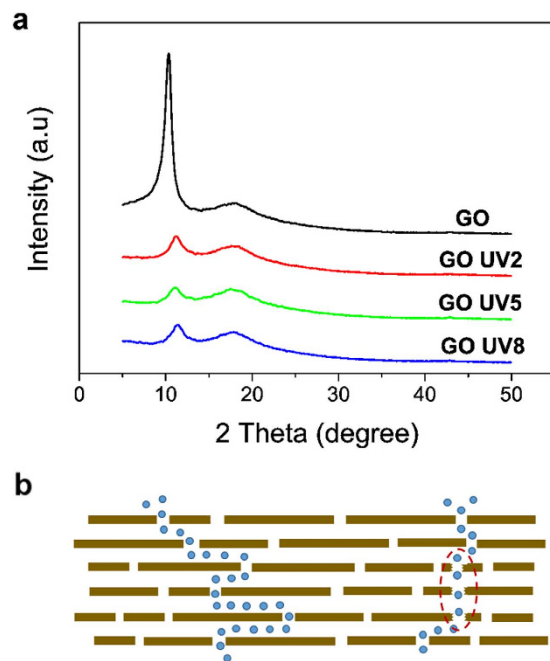 a
Intensity (a.u)
GO
GO UV2
GO UV5
GO UV8
0 10 20 30 40 50
2 Theta (degree)
b